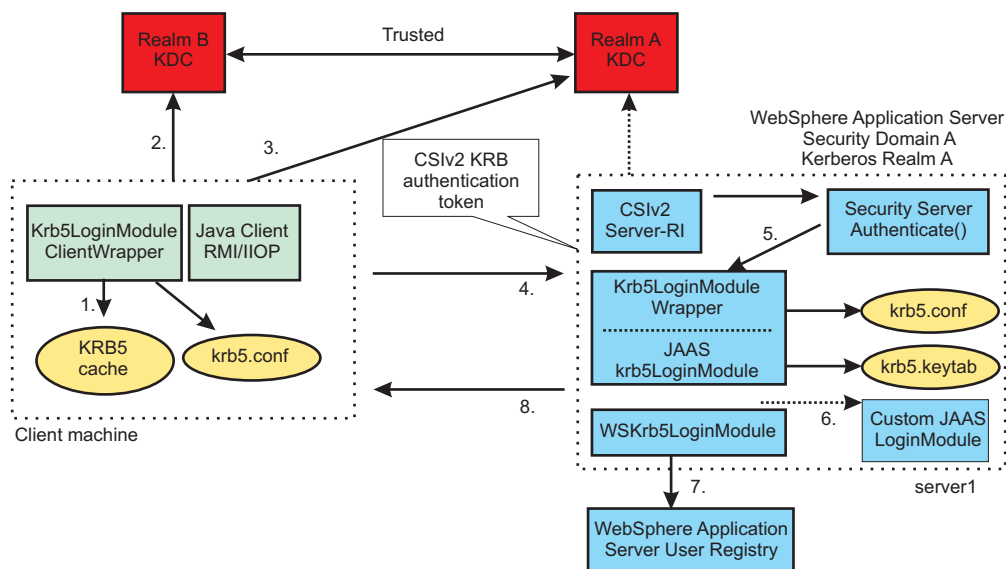 Realm B
KDC
Trusted
Realm A
KDC
WebSphere Application Server
Security Domain A
Kerberos Realm A
2.
3.
CSIv2 KRB
authentication
token
Krb5LoginModule
ClientWrapper
Java Client
RMI/IIOP
1.
KRB5
cache
krb5.conf
Client machine
4.
8.
CSIv2
Server-RI
Security Server
Authenticate()
5.
Krb5LoginModule
Wrapper
JAAS
krb5LoginModule
krb5.conf
krb5.keytab
6.
WSKrb5LoginModule
Custom JAAS
LoginModule
server1
7.
WebSphere Application
Server User Registry